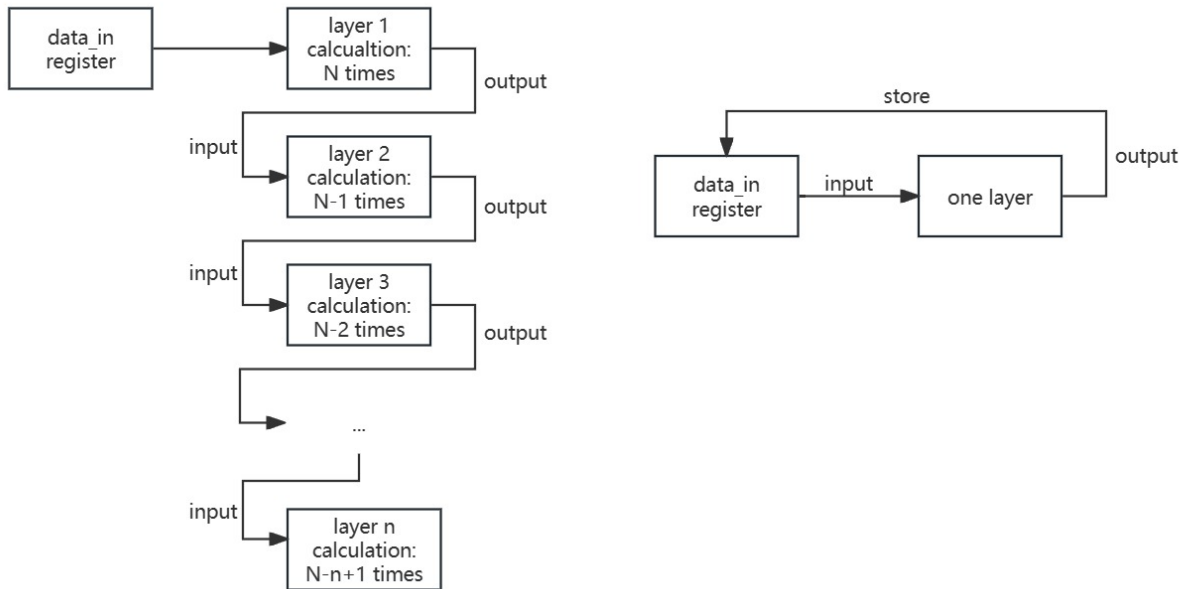 data_in
register
layer 1
calcualtion:
N times
output
input
layer 2
calculation:
N-1 times
output
input
layer 3
calculation:
N-2 times
output
...
input
layer n
calculation:
N-n+1 times
store
data_in
register
input
one layer
output